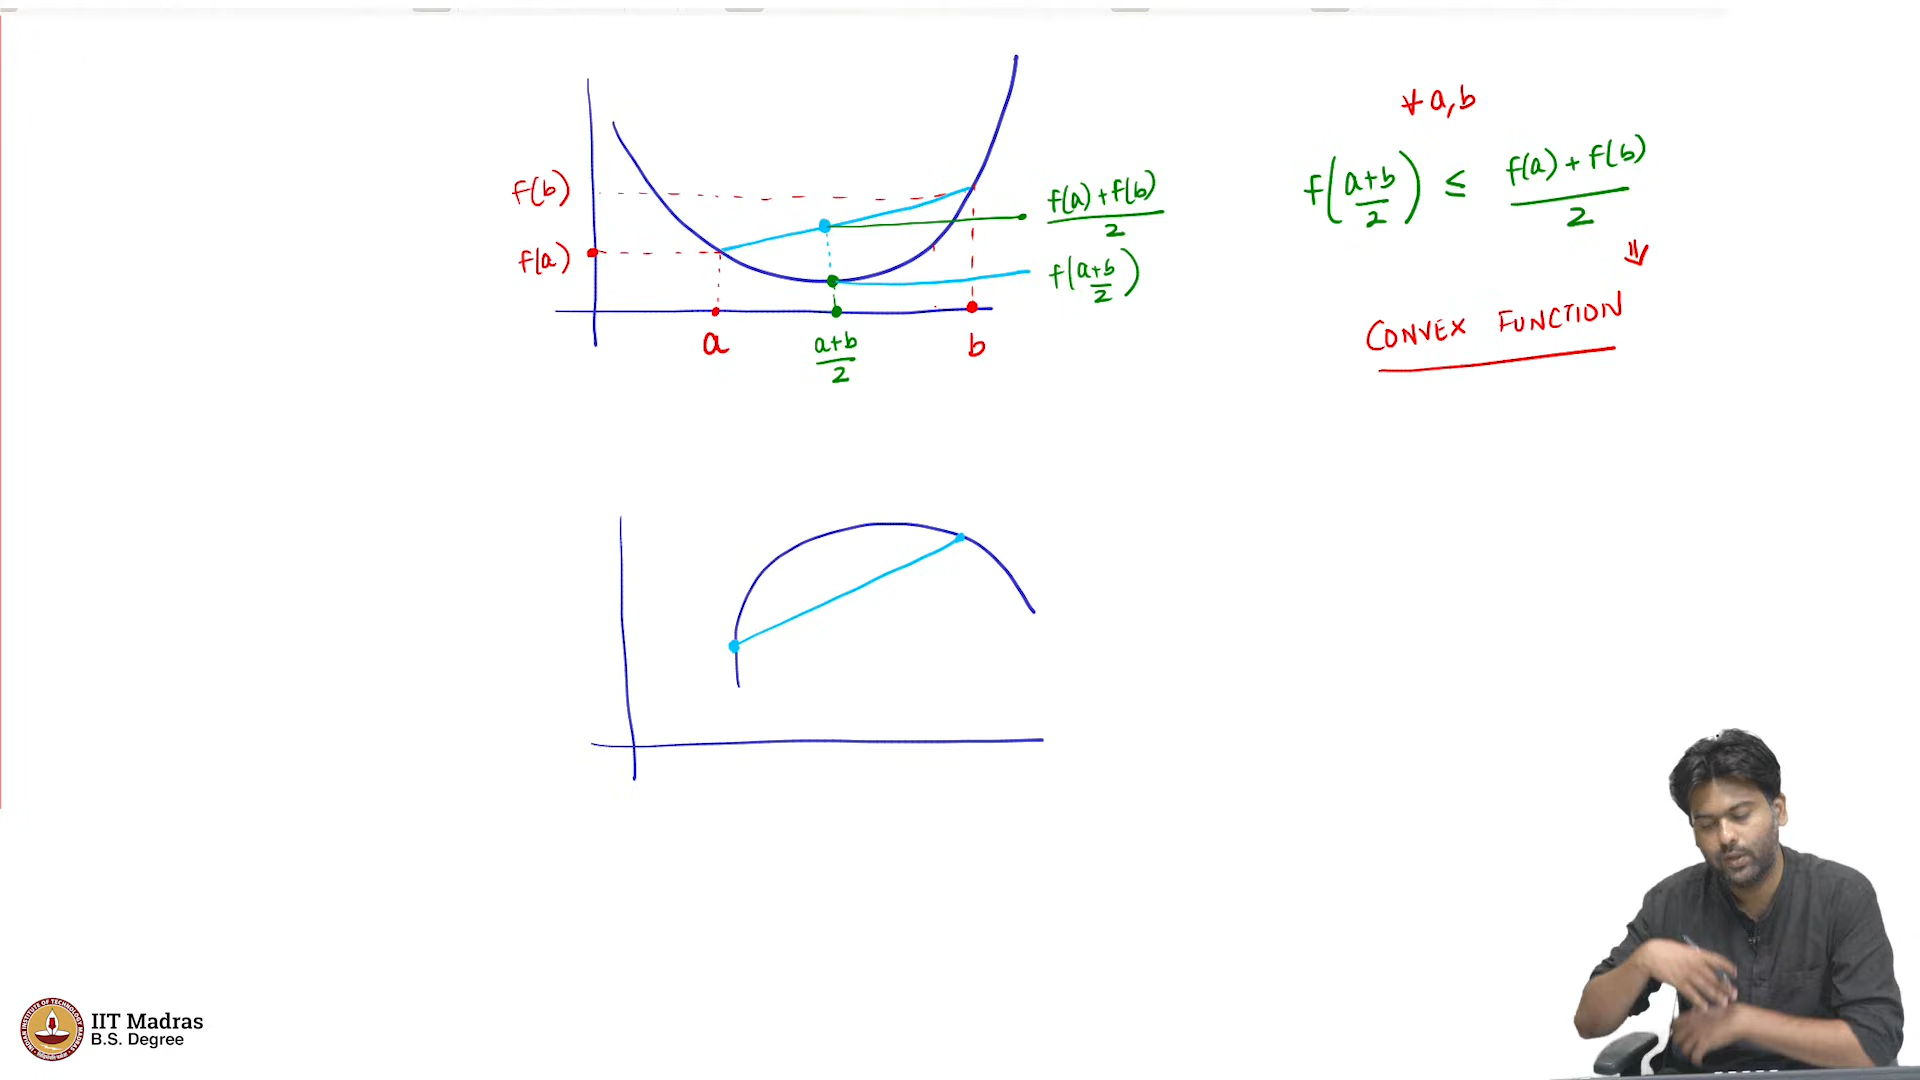 ∀ a, b
f(b)
f(a)
f(a) + f(b)
2
f(a+b
2)
f(a+b
2) ≤ f(a) + f(b)
2
⇓
a
a+b
2
b
CONVEX FUNCTION
IIT Madras
B.S. Degree